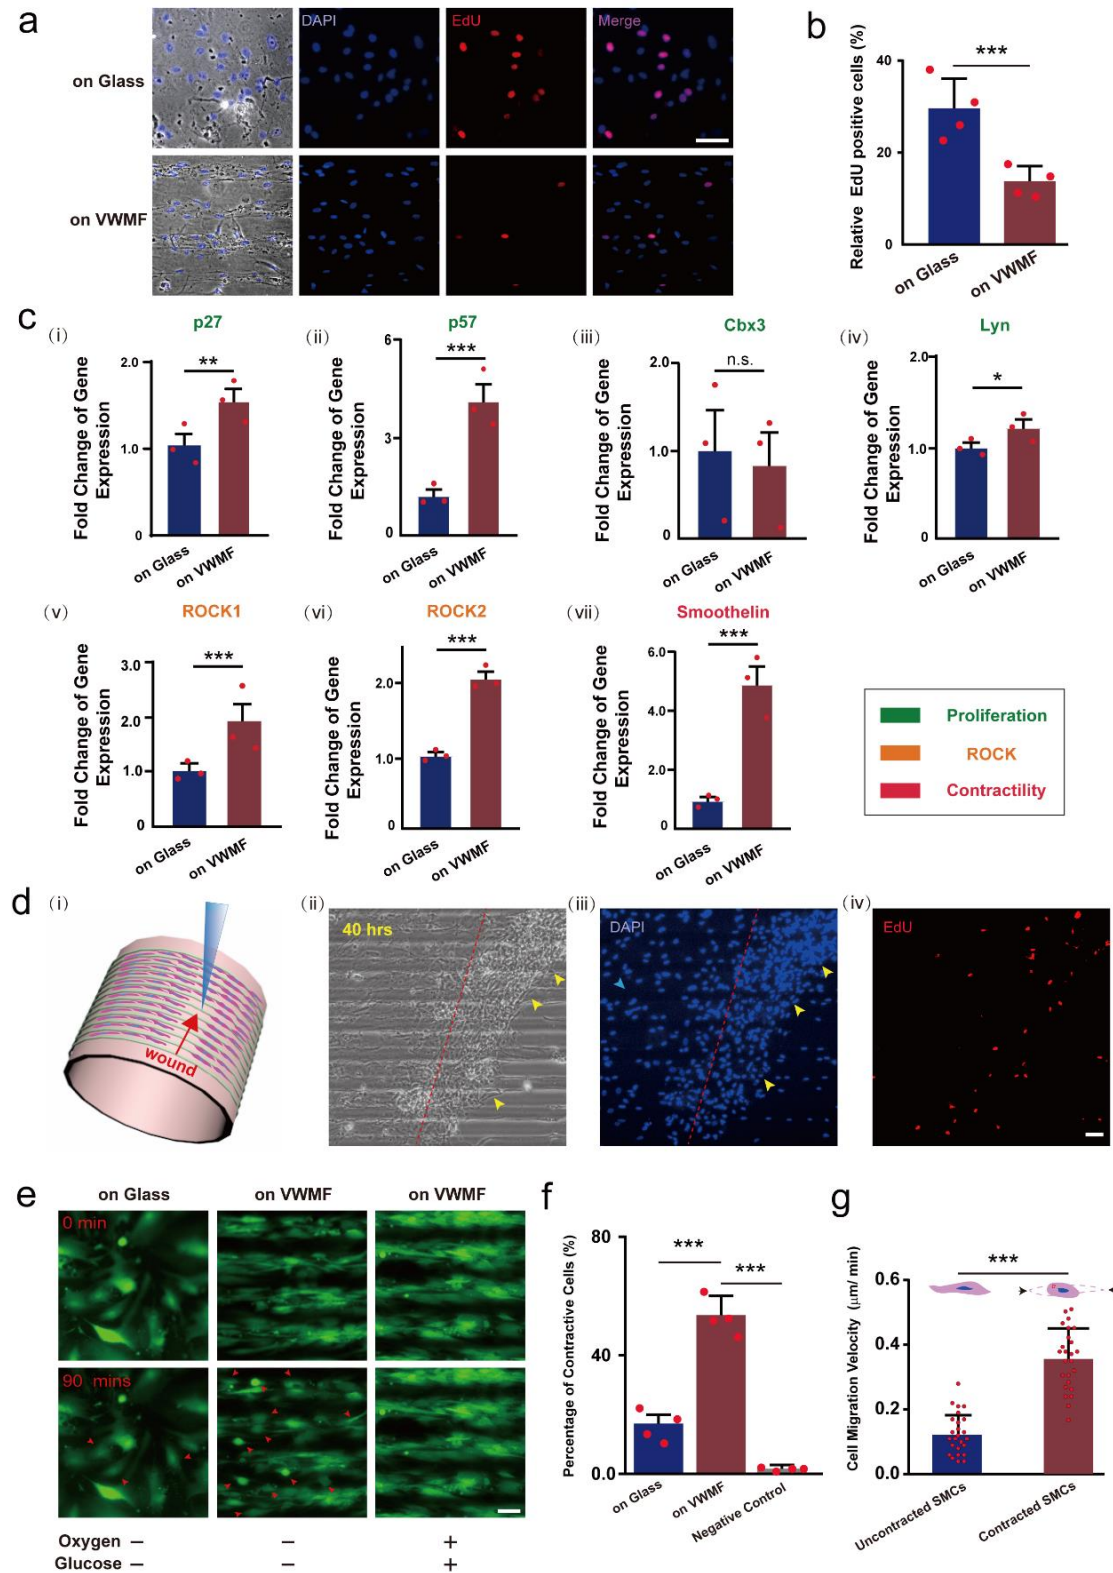 a
DAPI
EdU
Merge
on Glass
on VWMF
b
Relative EdU positive cells (%)
***
40
20
0
on Glass
on VWMF
c
(i)
p27
Fold Change of Gene
Expression
**
2.0
1.0
0
on Glass
on VWMF
(ii)
p57
Fold Change of Gene
Expression
***
6
3
0
on Glass
on VWMF
(iii)
Cbx3
Fold Change of Gene
Expression
n.s.
2.0
1.0
0
on Glass
on VWMF
(iv)
Lyn
Fold Change of Gene
Expression
*
2.0
1.0
0
on Glass
on VWMF
(v)
ROCK1
Fold Change of Gene
Expression
***
3.0
2.0
1.0
0
on Glass
on VWMF
(vi)
ROCK2
Fold Change of Gene
Expression
***
2.0
1.0
0
on Glass
on VWMF
(vii)
Smoothelin
Fold Change of Gene
Expression
***
6.0
4.0
2.0
0
on Glass
on VWMF
Proliferation
ROCK
Contractility
d
(i)
wound
(ii)
40 hrs
(iii)
DAPI
(iv)
EdU
e
on Glass
on VWMF
on VWMF
0 min
90 mins
Oxygen − − +
Glucose − − +
f
Percentage of Contractive Cells (%)
***
***
80
40
0.0
on Glass
on VWMF
Negative Control
g
Cell Migration Velocity (μm/ min)
***
0.6
0.4
0.2
0.0
Uncontracted SMCs
Contracted SMCs